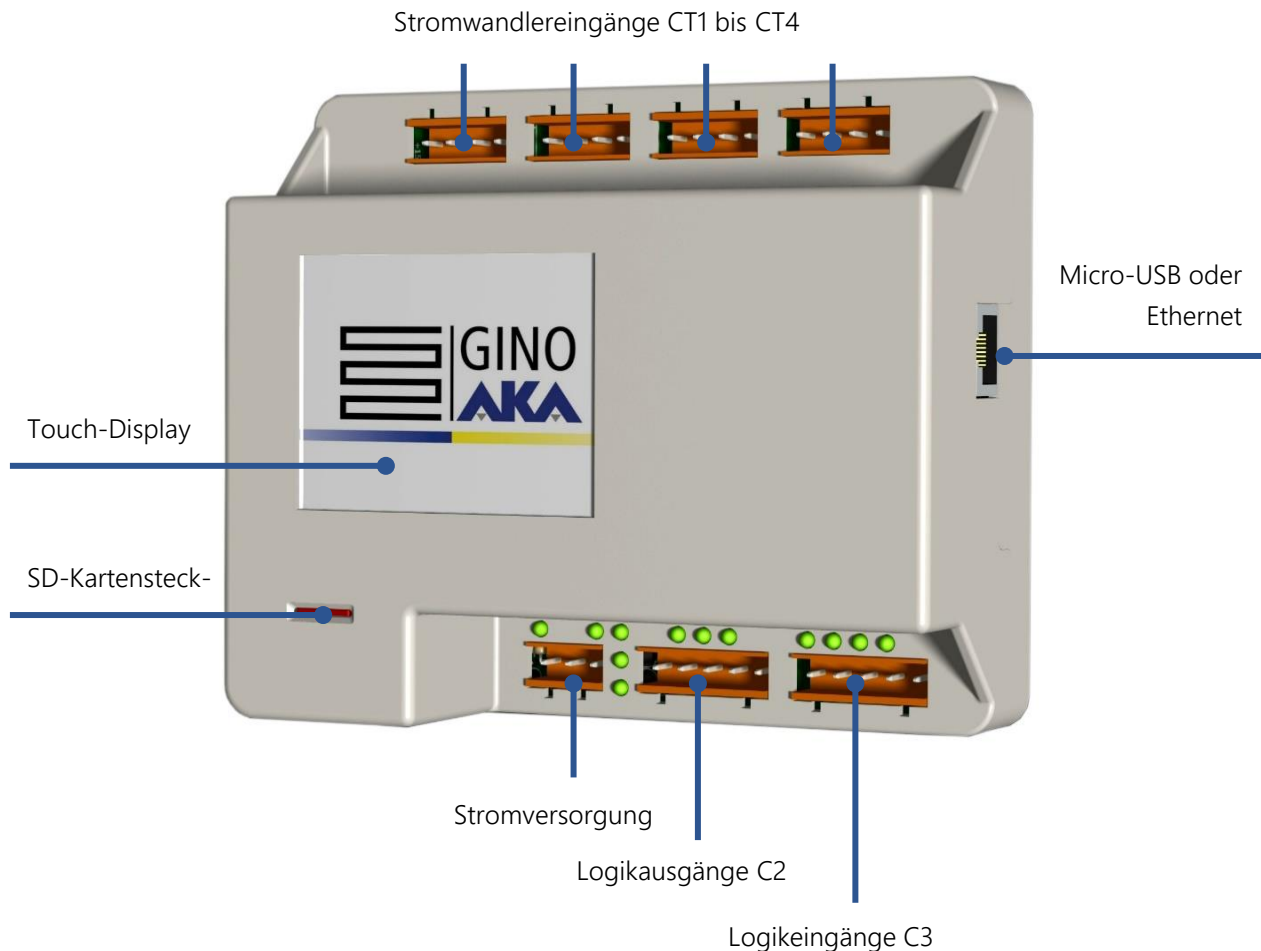 Stromwandlereingänge CT1 bis CT4
Micro-USB oder
Ethernet
GINO
AKA
Touch-Display
SD-Kartensteck-
Stromversorgung
Logikausgänge C2
Logikeingänge C3